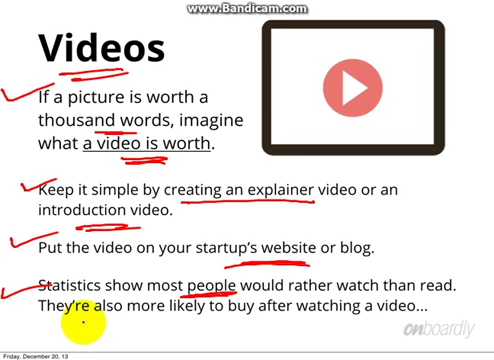 www.Bandicam.com
Videos
If a picture is worth a
thousand words, imagine
what a video is worth.
Keep it simple by creating an explainer video or an
introduction video.
Put the video on your startup's website or blog.
Statistics show most people would rather watch than read.
They're also more likely to buy after watching a video...
onboardly
Friday, December 20, 13